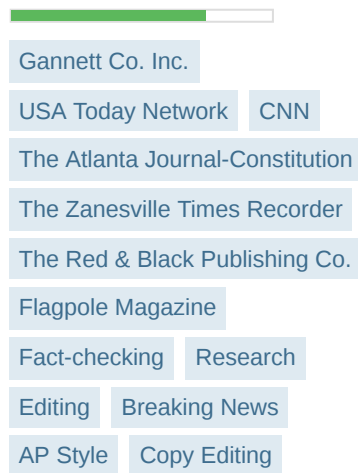 Gannett Co. Inc.
USA Today Network CNN
The Atlanta Journal-Constitution
The Zanesville Times Recorder
The Red & Black Publishing Co.
Flagpole Magazine
Fact-checking Research
Editing Breaking News
AP Style Copy Editing